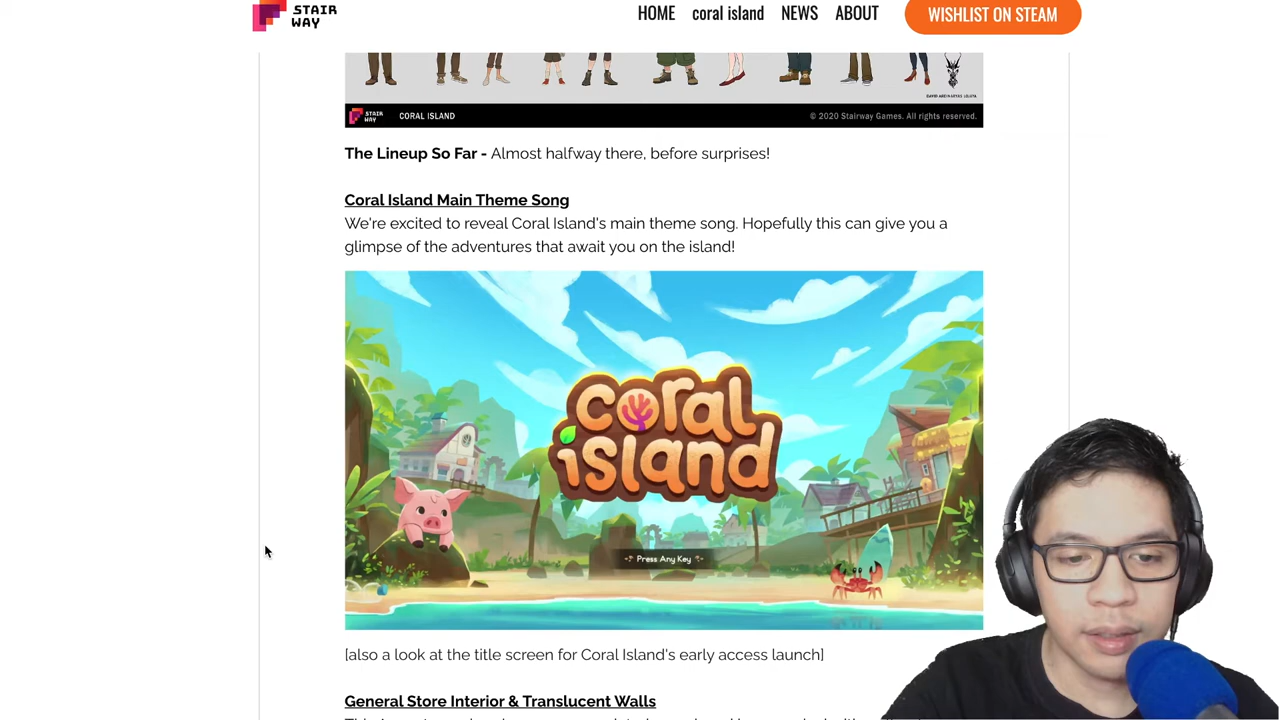 STAIR
WAY
HOME coral island NEWS ABOUT WISHLIST ON STEAM
STAIR
WAY
CORAL ISLAND
© 2020 Stairway Games. All rights reserved.
The Lineup So Far - Almost halfway there, before surprises!
Coral Island Main Theme Song
We're excited to reveal Coral Island's main theme song. Hopefully this can give you a
glimpse of the adventures that await you on the island!
coral
island
Press Any Key
[also a look at the title screen for Coral Island's early access launch]
General Store Interior & Translucent Walls